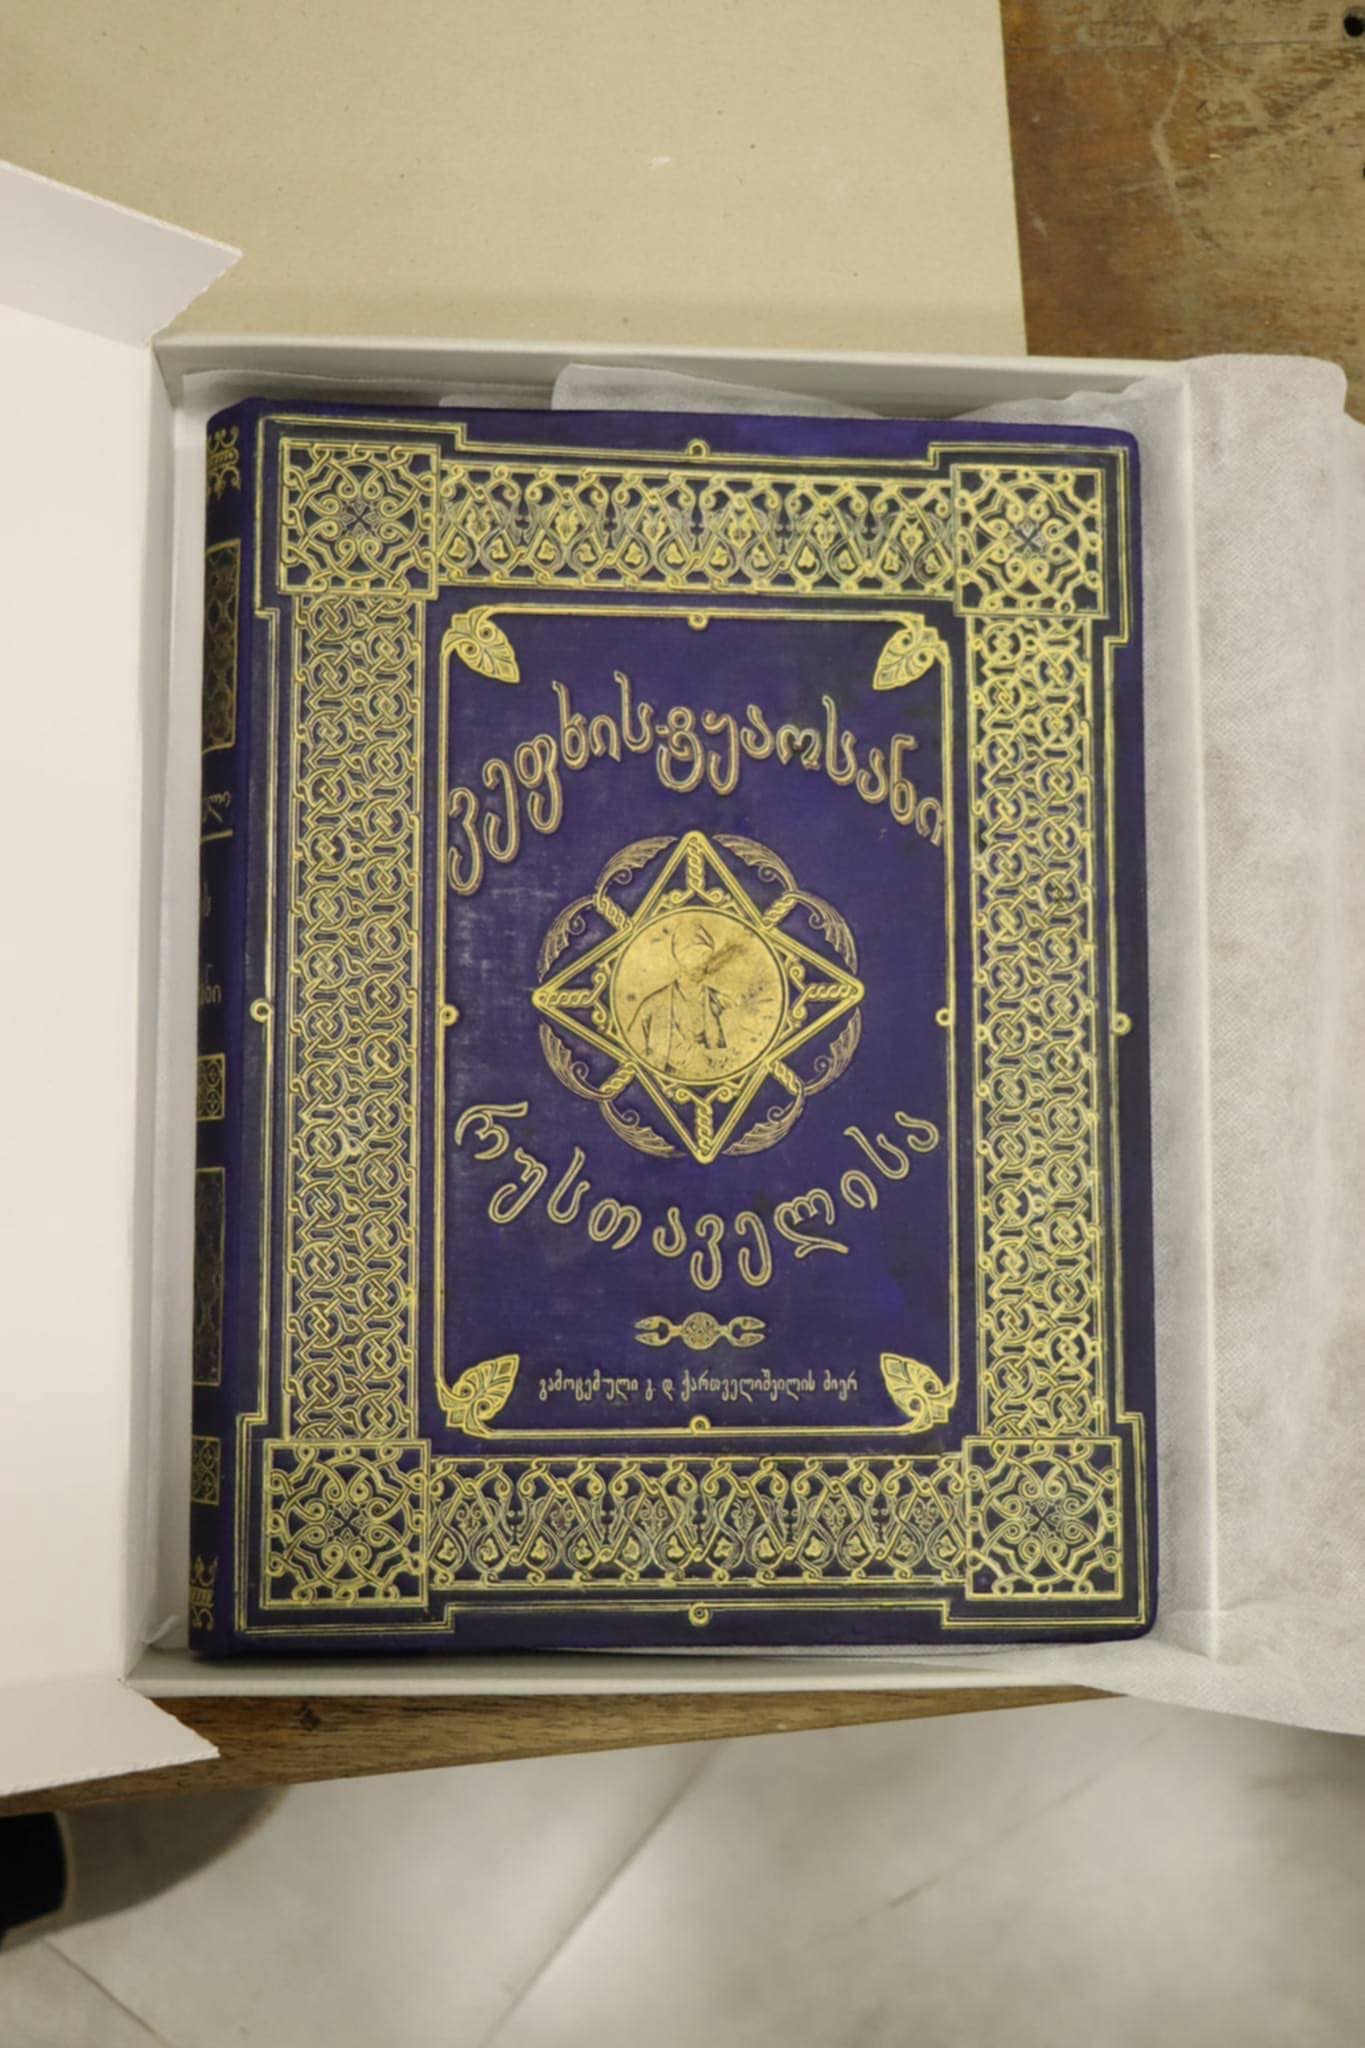 ვეფხის-ტყაოსანი
რუსთაველისა
გამოცემული გ. დ. ქართველიშვილის მიერ